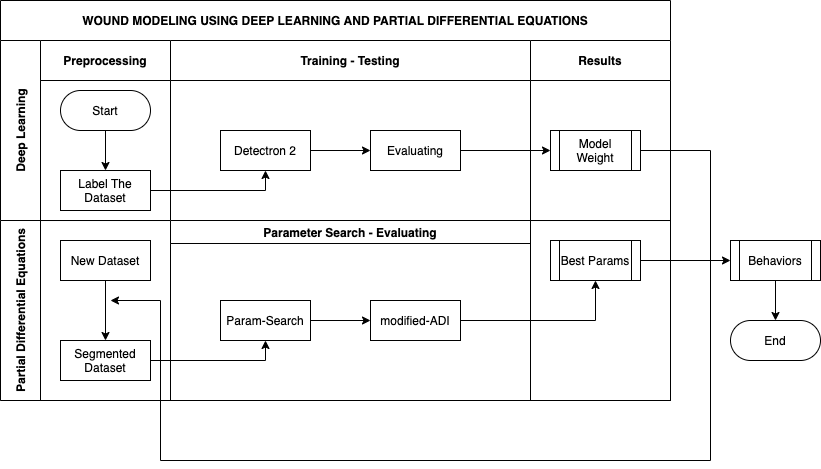 WOUND MODELING USING DEEP LEARNING AND PARTIAL DIFFERENTIAL EQUATIONS
Preprocessing
Training - Testing
Results
Deep Learning
Start
Label The
Dataset
Detectron 2
Evaluating
Model
Weight
Partial Differential Equations
Parameter Search - Evaluating
New Dataset
Segmented
Dataset
Param-Search
modified-ADI
Best Params
Behaviors
End